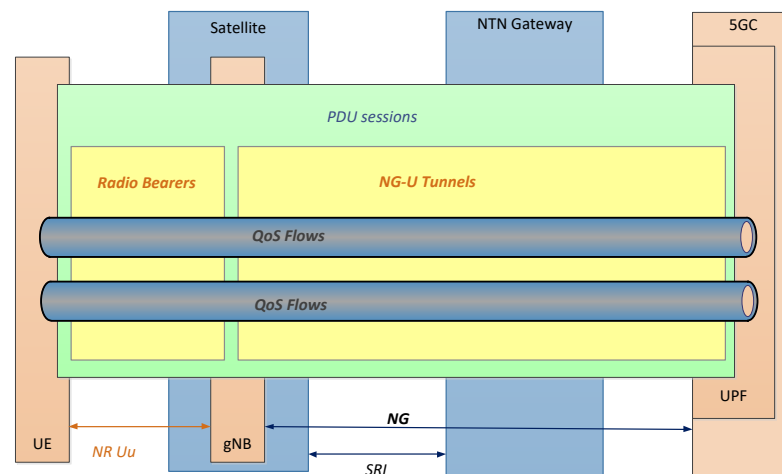 Satellite
NTN Gateway
5GC
PDU sessions
Radio Bearers
NG-U Tunnels
QoS Flows
QoS Flows
UPF
NG
UE
NR Uu
gNB
SRI